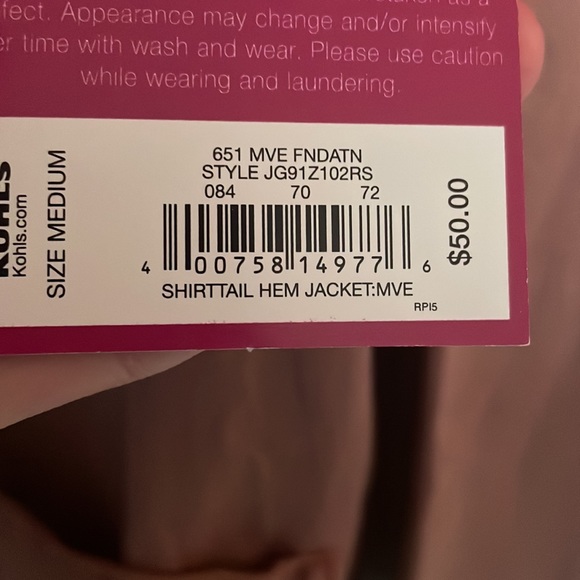 fect. Appearance may change and/or intensify
er time with wash and wear. Please use caution
while wearing and laundering.
KOHL'S
Kohls.com
SIZE MEDIUM
651 MVE FNDATN
STYLE JG91Z102RS
084 70 72
4 00758 14977 6
SHIRTTAIL HEM JACKET:MVE
RPI5
$50.00